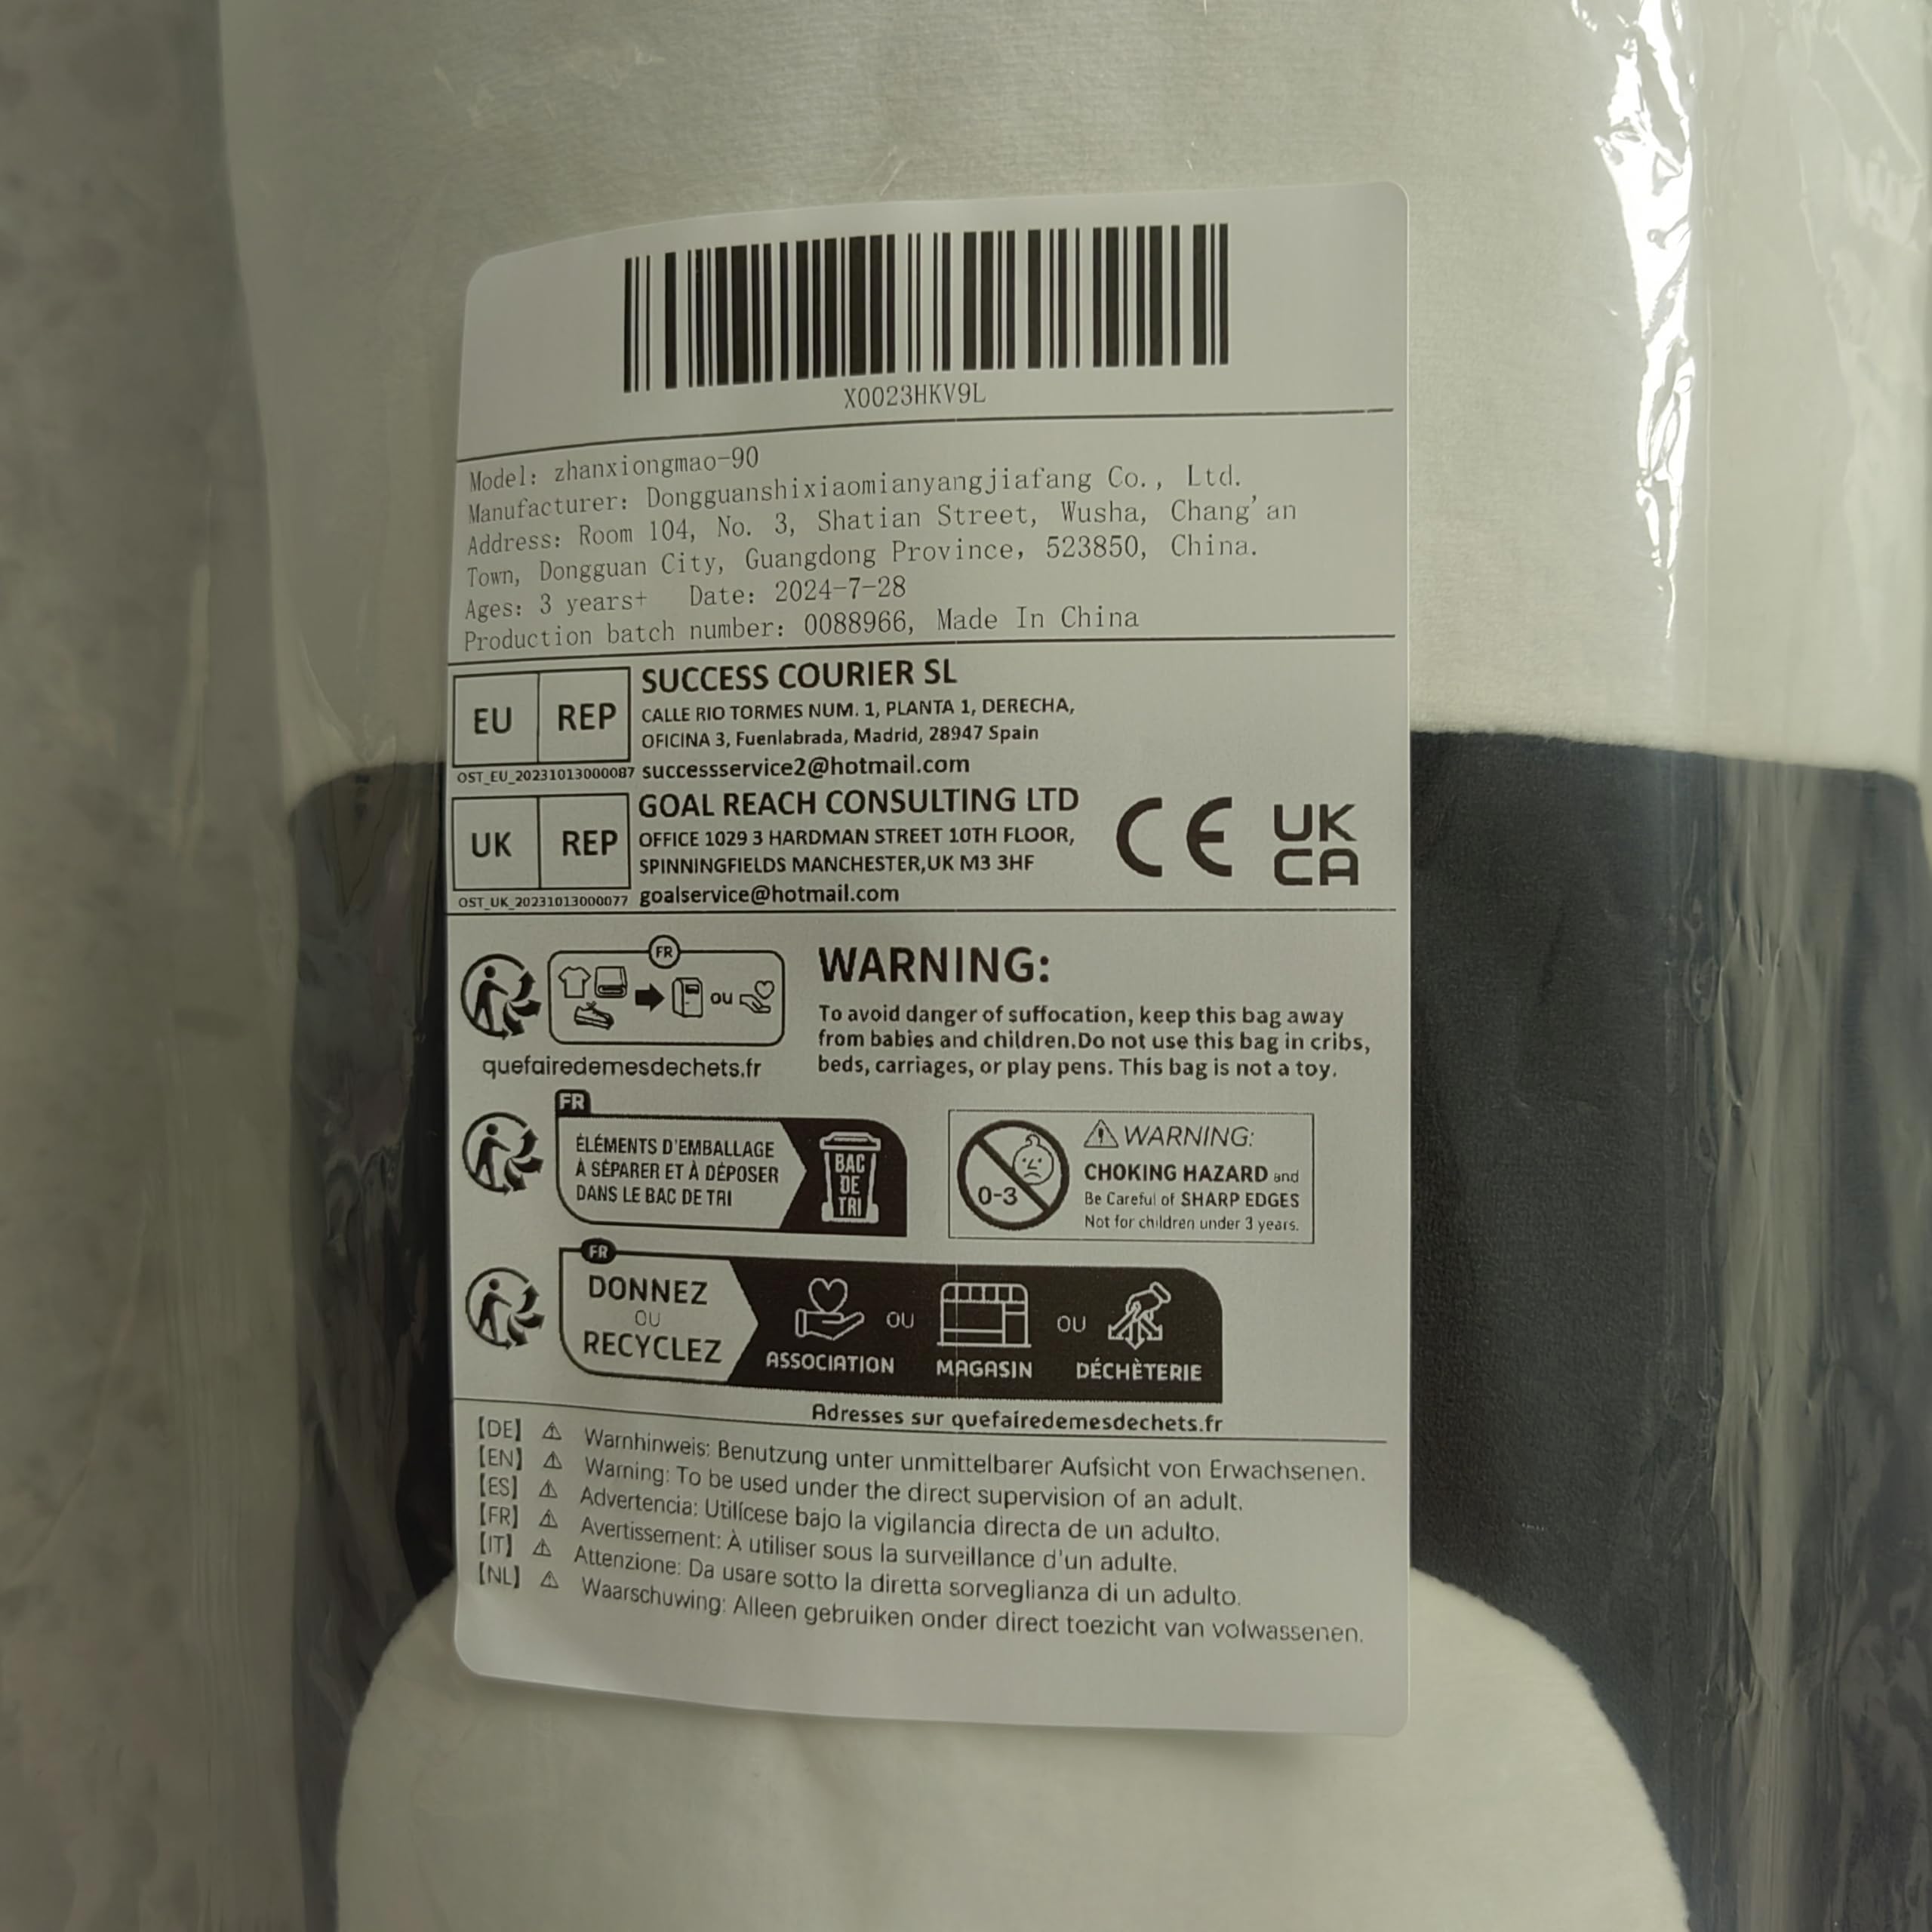 X0023HKV9L
Model: zhanxiongmao-90
Manufacturer: Dongguanshixiaomianyangjiafang Co., Ltd.
Address: Room 104, No. 3, Shatian Street, Wusha, Chang'an
Town, Dongguan City, Guangdong Province, 523850, China.
Ages: 3 years+ Date: 2024-7-28
Production batch number: 0088966, Made In China
EU REP
SUCCESS COURIER SL
CALLE RIO TORMES NUM. 1, PLANTA 1, DERECHA,
OFICINA 3, Fuenlabrada, Madrid, 28947 Spain
OST_EU_20231013000087 successservice2@hotmail.com
UK REP
GOAL REACH CONSULTING LTD
OFFICE 1029 3 HARDMAN STREET 10TH FLOOR,
SPINNINGFIELDS MANCHESTER,UK M3 3HF
OST_UK_20231013000077 goalservice@hotmail.com
CE
UK
CA
FR
ou
quefairedemesdechets.fr
WARNING:
To avoid danger of suffocation, keep this bag away
from babies and children.Do not use this bag in cribs,
beds, carriages, or play pens. This bag is not a toy.
FR
ÉLÉMENTS D'EMBALLAGE
À SÉPARER ET À DÉPOSER
DANS LE BAC DE TRI
BAC
DE
TRI
0-3
WARNING:
CHOKING HAZARD and
Be Careful of SHARP EDGES
Not for children under 3 years.
FR
DONNEZ
OU
RECYCLEZ
ASSOCIATION OU MAGASIN OU DÉCHÈTERIE
Adresses sur quefairedemesdechets.fr
【DE】 ⚠ Warnhinweis: Benutzung unter unmittelbarer Aufsicht von Erwachsenen.
【EN】 ⚠ Warning: To be used under the direct supervision of an adult.
【ES】 ⚠ Advertencia: Utilícese bajo la vigilancia directa de un adulto.
【FR】 ⚠ Avertissement: À utiliser sous la surveillance d'un adulte.
【IT】 ⚠ Attenzione: Da usare sotto la diretta sorveglianza di un adulto.
【NL】 ⚠ Waarschuwing: Alleen gebruiken onder direct toezicht van volwassenen.